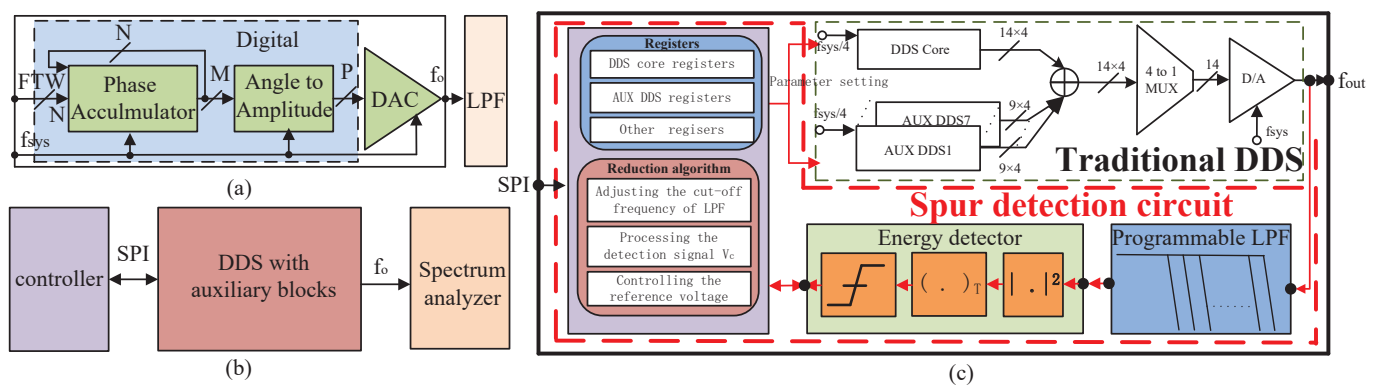 N
Digital
FTW
N
Phase
Acculmulator
M
Angle to
Amplitude
P
DAC
fo
LPF
fsys
(a)
controller
SPI
DDS with
auxiliary blocks
fo
Spectrum
analyzer
(b)
SPI
Registers
DDS core registers
AUX DDS registers
Other regisers
Reduction algorithm
Adjusting the cut-off
frequency of LPF
Processing the
detection signal Vc
Controlling the
reference voltage
Parameter setting
fsys/4
DDS Core
14×4
fsys/4
AUX DDS7
AUX DDS1
9×4
9×4
14×4
4 to 1
MUX
14
D/A
fsys
fout
Traditional DDS
Spur detection circuit
Energy detector
( . )T
| . |²
Programmable LPF
.......
(c)